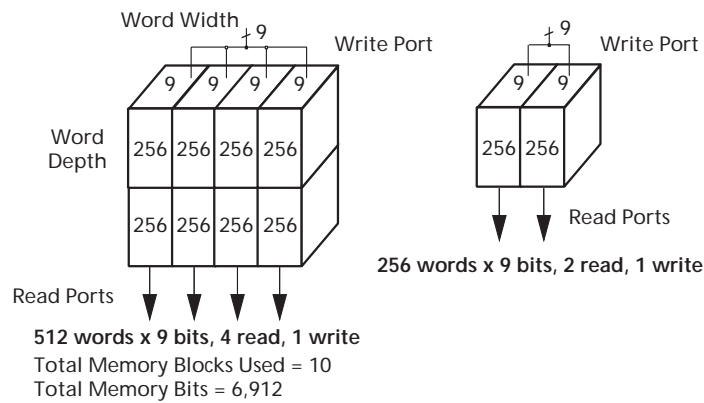 Word Width
9
Write Port
9 9 9 9
Word
Depth
256 256 256 256
256 256 256 256
Read Ports
512 words x 9 bits, 4 read, 1 write
Total Memory Blocks Used = 10
Total Memory Bits = 6,912
9
Write Port
9 9
256 256
Read Ports
256 words x 9 bits, 2 read, 1 write